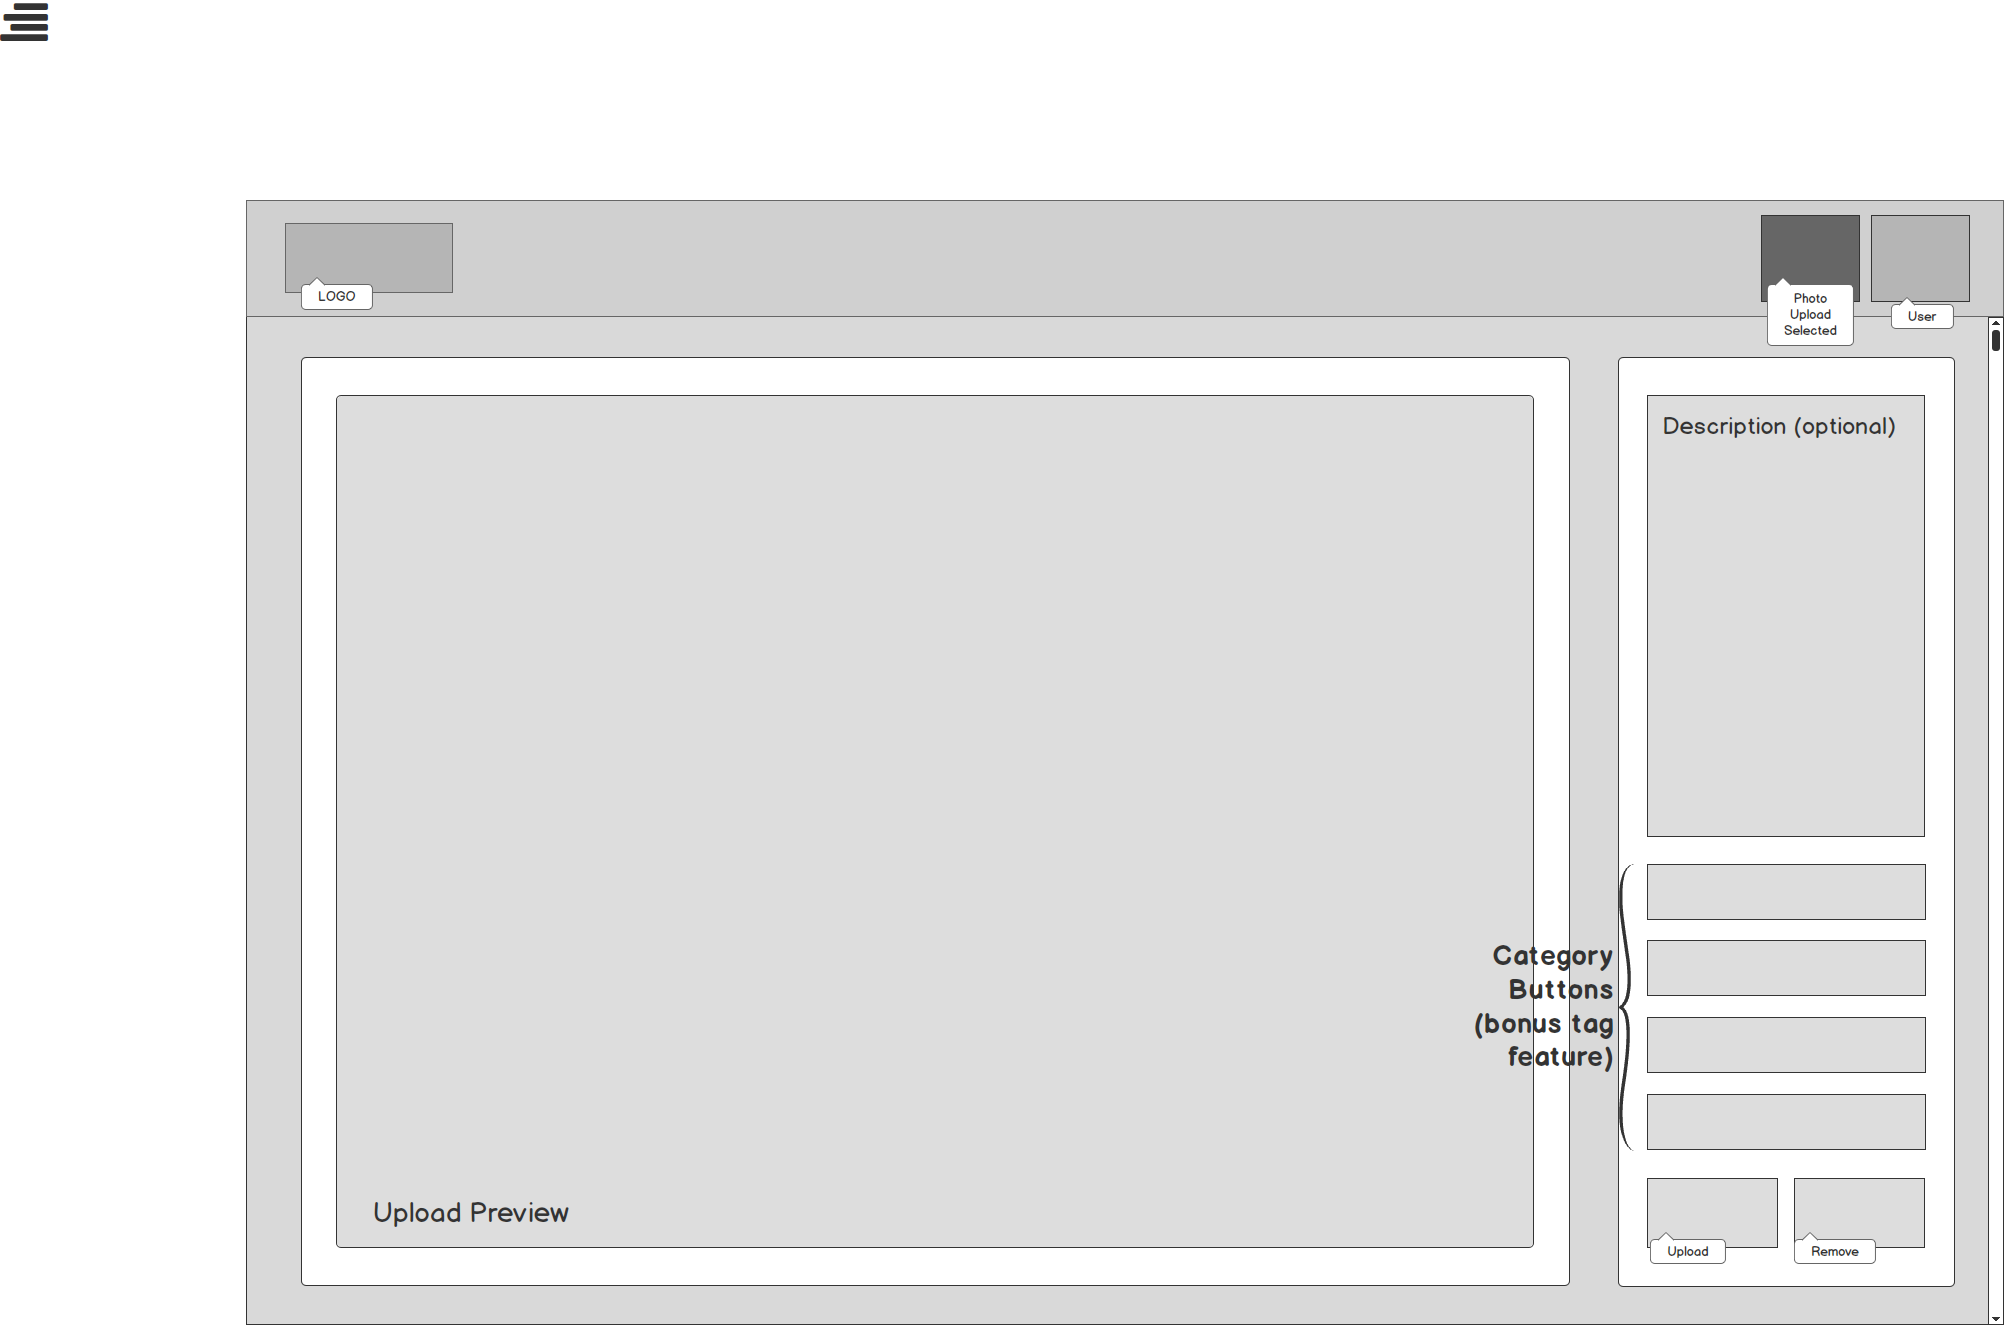 LOGO
Photo
Upload
Selected
User
Description (optional)
Category
Buttons
(bonus tag
feature)
Upload Preview
Upload
Remove